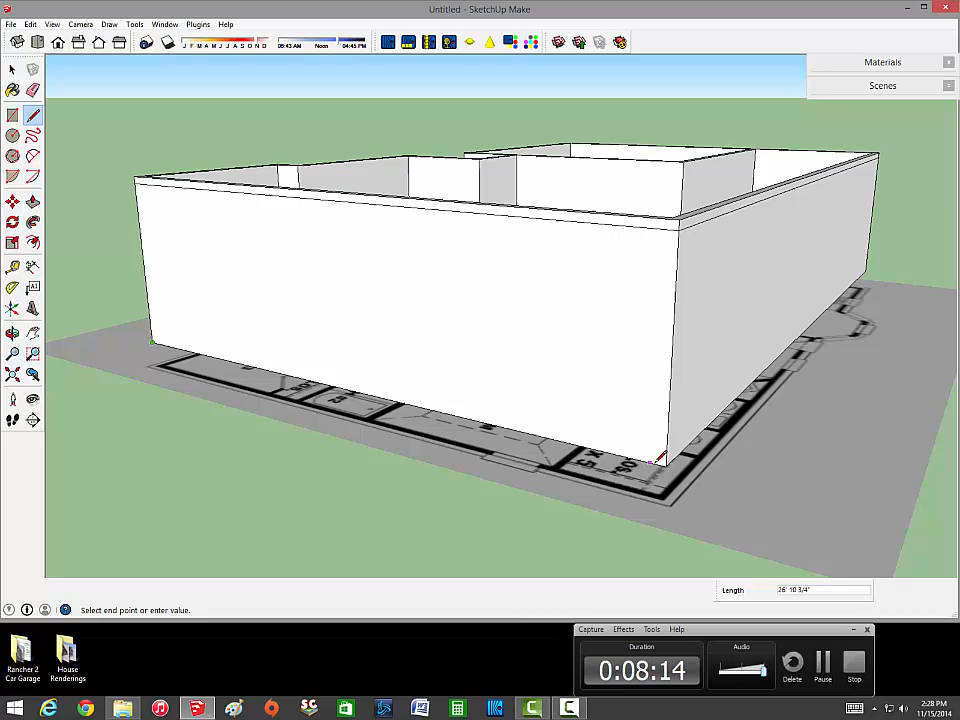 Untitled - SketchUp Make
File Edit View Camera Draw Tools Window Plugins Help
J F M A M J J A S O N D 06:43 AM Noon 04:45 PM
Materials
Scenes
Length 26' 10 3/4"
Select end point or enter value.
Capture Effects Tools Help
Duration
0:08:14
Audio
Delete Pause Stop
Rancher 2
Car Garage
House
Renderings
2:28 PM
11/15/2014